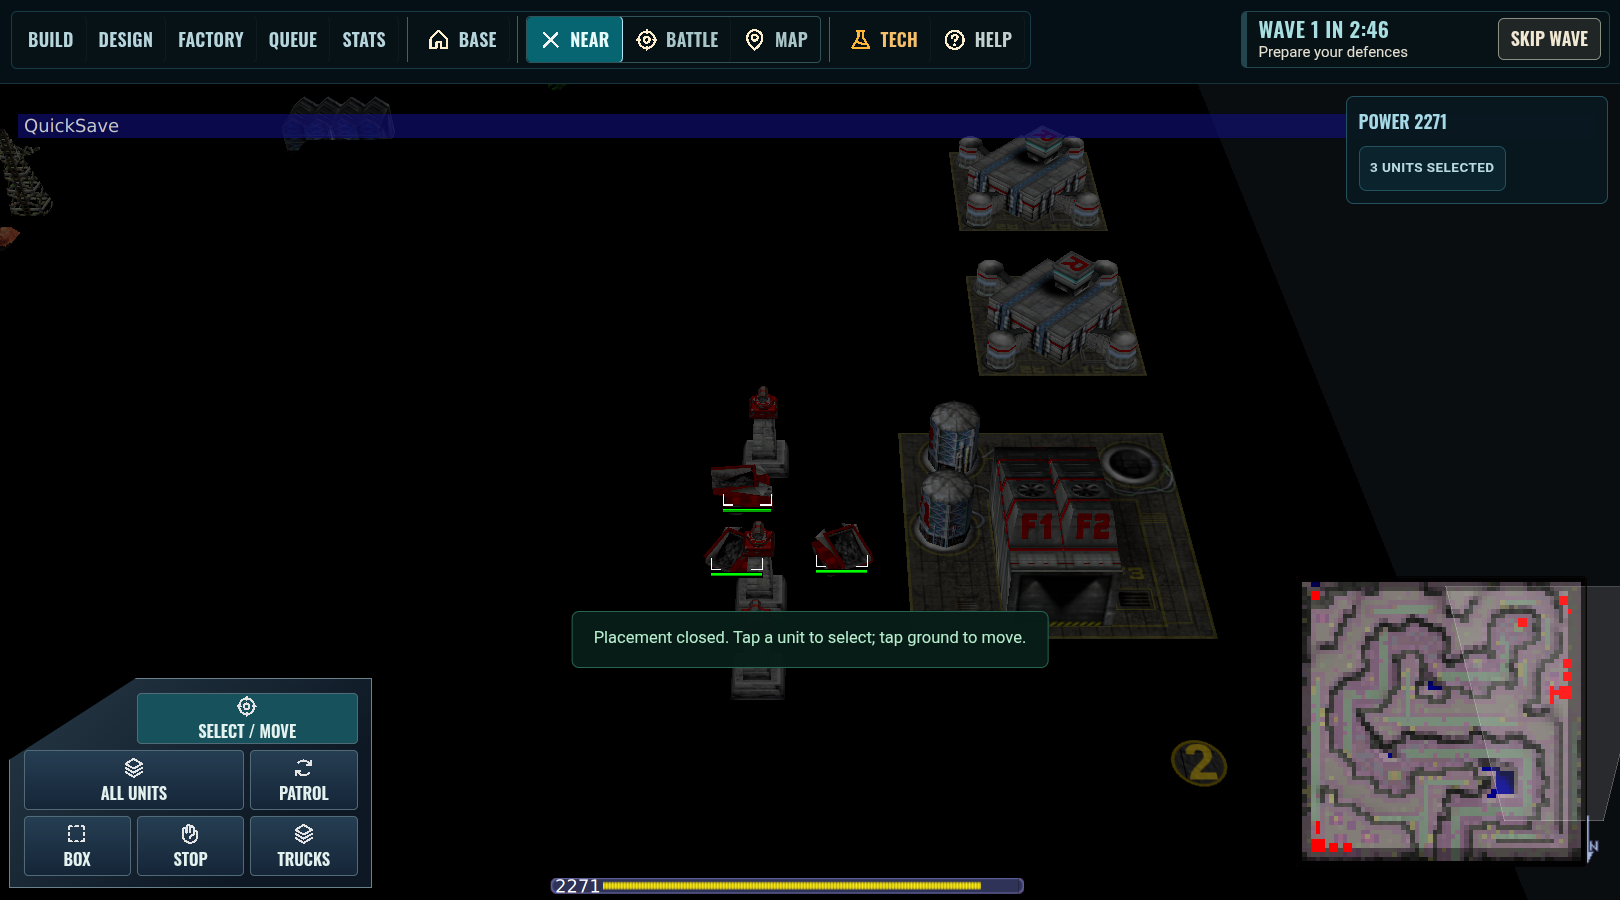 BUILD
DESIGN
FACTORY
QUEUE
STATS
BASE
NEAR
BATTLE
MAP
TECH
HELP
WAVE 1 IN 2:46
Prepare your defences
SKIP WAVE
QuickSave
POWER 2271
3 UNITS SELECTED
R
R
F1 F2
3
Placement closed. Tap a unit to select; tap ground to move.
2
SELECT / MOVE
ALL UNITS
PATROL
BOX
STOP
TRUCKS
2271
N